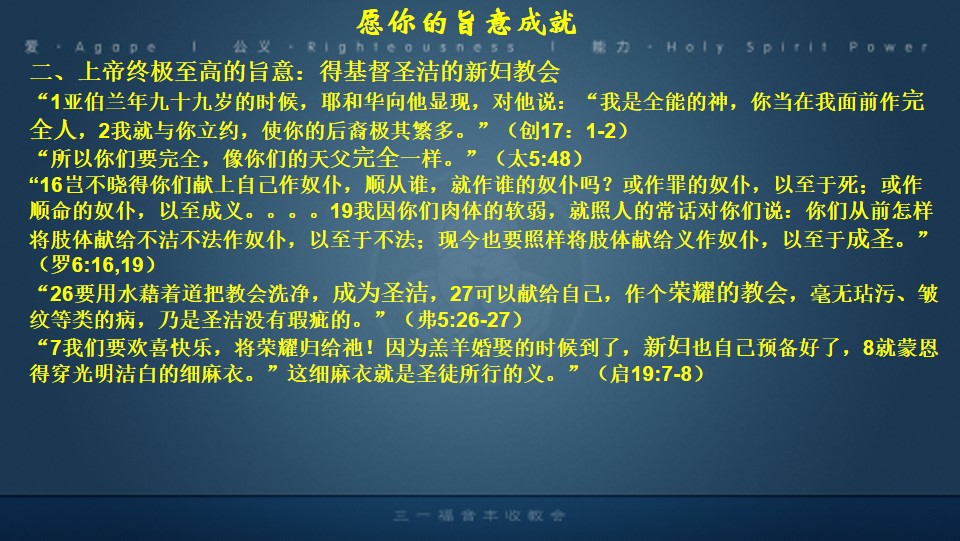 愿你的旨意成就
爱·Agape | 公义·Righteousness | 能力·Holy Spirit Power
二、上帝终极至高的旨意：得基督圣洁的新妇教会
“1亚伯兰年九十九岁的时候，耶和华向他显现，对他说：“我是全能的神，你当在我面前作完
全人，2我就与你立约，使你的后裔极其繁多。”（创17：1-2）
“所以你们要完全，像你们的天父完全一样。”（太5:48）
“16岂不晓得你们献上自己作奴仆，顺从谁，就作谁的奴仆吗？或作罪的奴仆，以至于死；或作
顺命的奴仆，以至成义。。。。19我因你们肉体的软弱，就照人的常话对你们说：你们从前怎样
将肢体献给不洁不法作奴仆，以至于不法；现今也要照样将肢体献给义作奴仆，以至于成圣。”
（罗6:16,19）
“26要用水藉着道把教会洗净，成为圣洁，27可以献给自己，作个荣耀的教会，毫无玷污、皱
纹等类的病，乃是圣洁没有瑕疵的。”（弗5:26-27）
“7我们要欢喜快乐，将荣耀归给祂！因为羔羊婚娶的时候到了，新妇也自己预备好了，8就蒙恩
得穿光明洁白的细麻衣。”这细麻衣就是圣徒所行的义。”（启19:7-8）
三一福音丰收教会